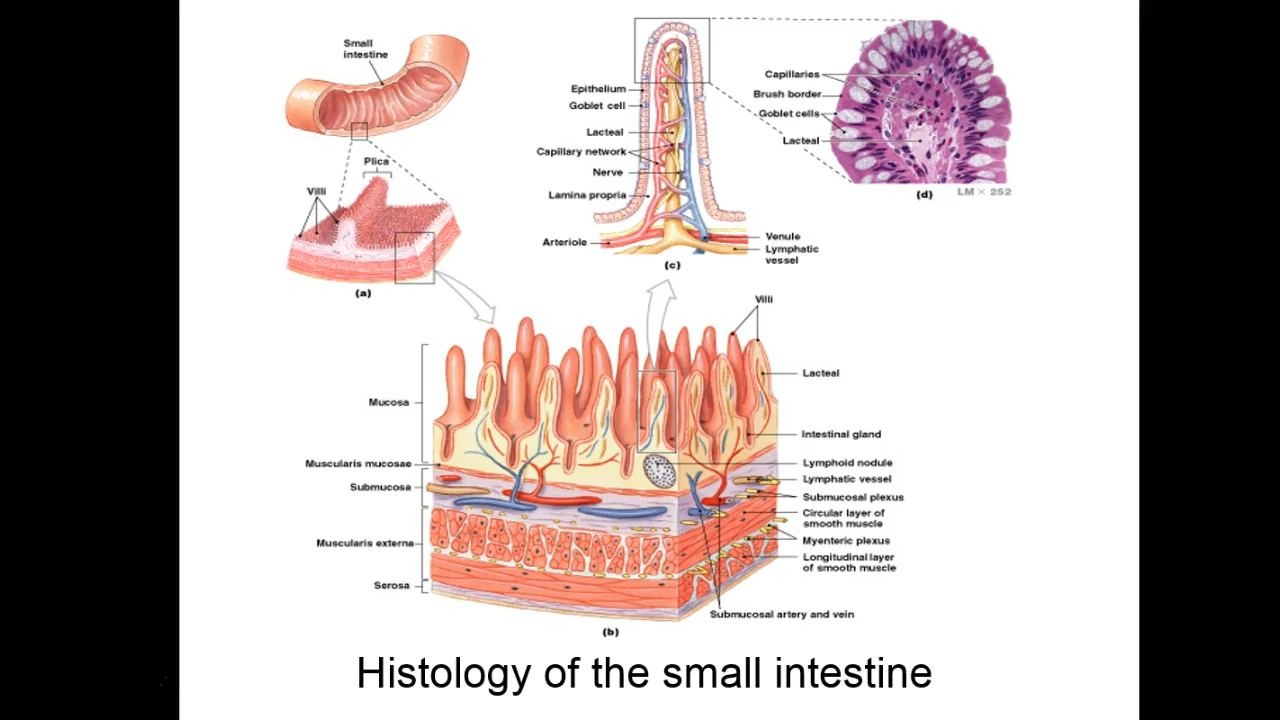 Small
intestine
Plica
Villi
(a)
Epithelium
Goblet cell
Lacteal
Capillary network
Nerve
Lamina propria
Arteriole
Venule
Lymphatic
vessel
(c)
Capillaries
Brush border
Goblet cells
Lacteal
(d)
LM × 252
Villi
Lacteal
Mucosa
Intestinal gland
Muscularis mucosae
Lymphoid nodule
Submucosa
Lymphatic vessel
Submucosal plexus
Circular layer of
smooth muscle
Muscularis externa
Myenteric plexus
Longitudinal layer
of smooth muscle
Serosa
Submucosal artery and vein
(b)
Histology of the small intestine